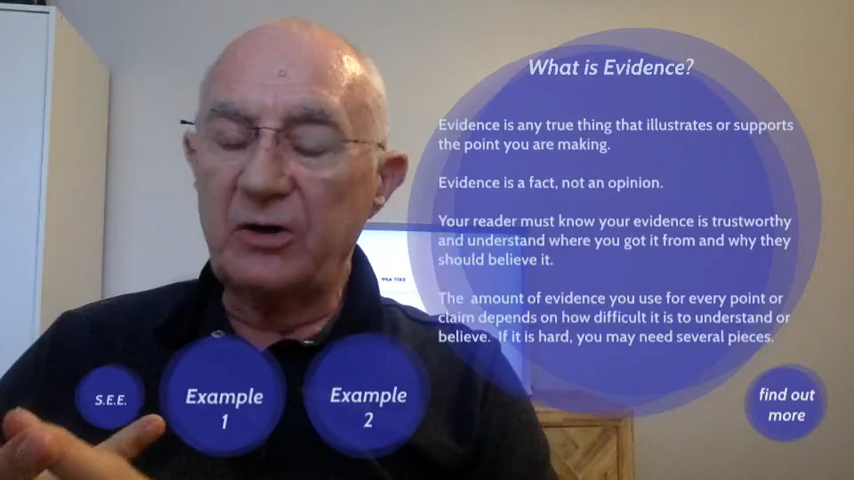 What is Evidence?
Evidence is any true thing that illustrates or supports
the point you are making.
Evidence is a fact, not an opinion.
Your reader must know your evidence is trustworthy
and understand where you got it from and why they
should believe it.
The amount of evidence you use for every point or
claim depends on how difficult it is to understand or
believe. If it is hard, you may need several pieces.
S.E.E.
Example
1
Example
2
find out
more